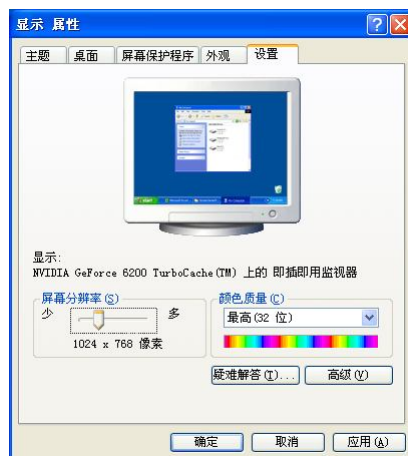 显示 属性
主题 桌面 屏幕保护程序 外观 设置
显示:
NVIDIA GeForce 6200 TurboCache(TM) 上的 即插即用监视器
屏幕分辨率(S) 颜色质量(C)
少 多 最高(32 位)
1024 x 768 像素
疑难解答(T)... 高级(V)
确定 取消 应用(A)